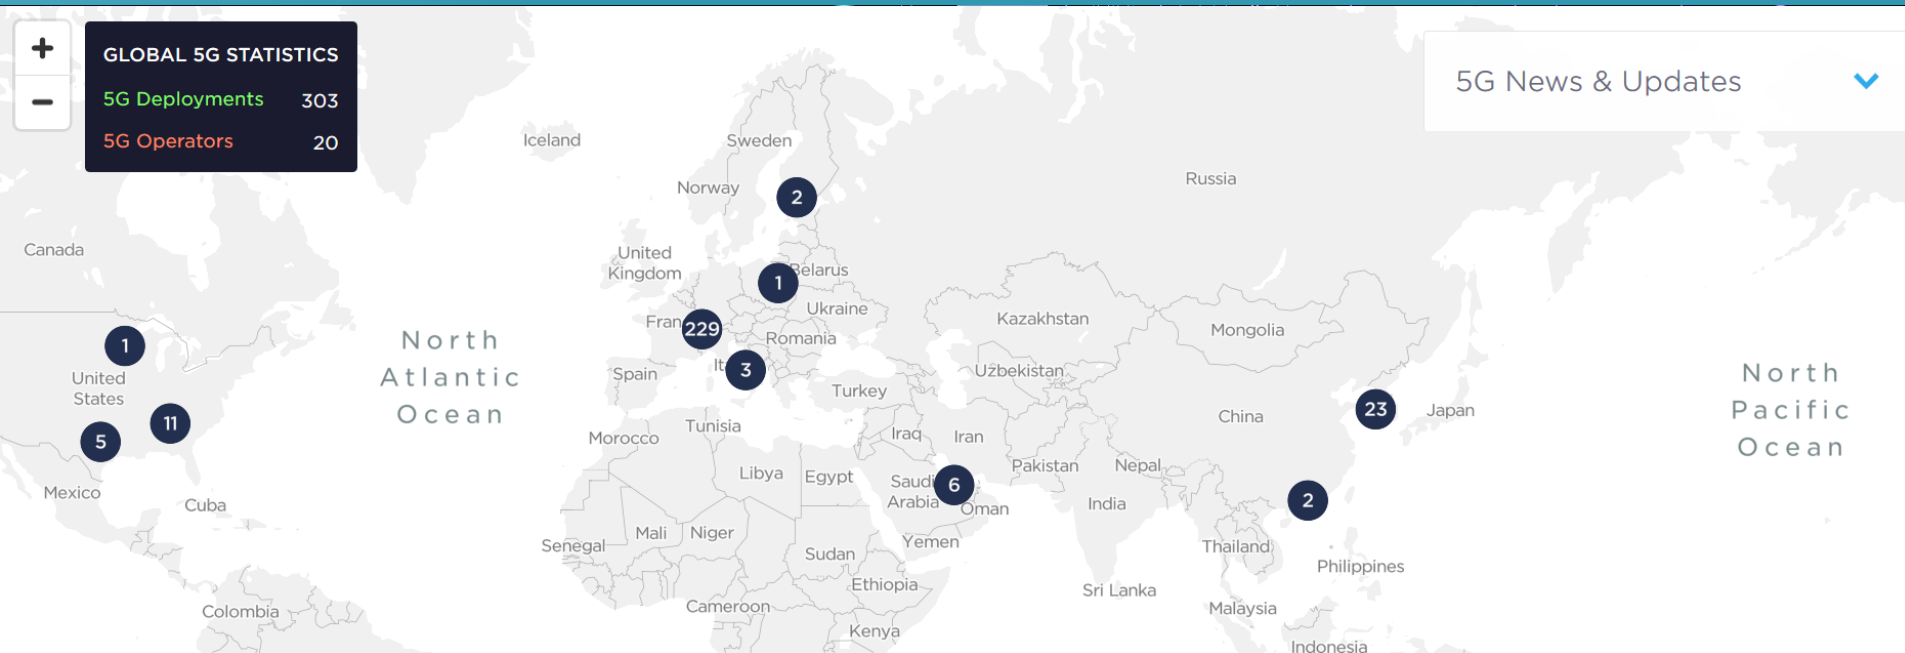 +
−
GLOBAL 5G STATISTICS
5G Deployments 303
5G Operators 20
5G News & Updates
Iceland
Sweden
Russia
Norway
2
Canada
United
Kingdom
Belarus
1
Ukraine
Fran
229
Kazakhstan
Mongolia
North
Atlantic
Ocean
1
Romania
United
States
Spain
It
3
Uzbekistan
Turkey
North
Pacific
Ocean
China
23
Japan
11
5
Tunisia
Morocco
Iraq
Iran
Pakistan
Nepal
Libya
Egypt
Saudi
Arabia
6
Oman
India
2
Mexico
Cuba
Mali
Niger
Senegal
Sudan
Yemen
Thailand
Philippines
Ethiopia
Sri Lanka
Colombia
Cameroon
Malaysia
Kenya
Indonesia